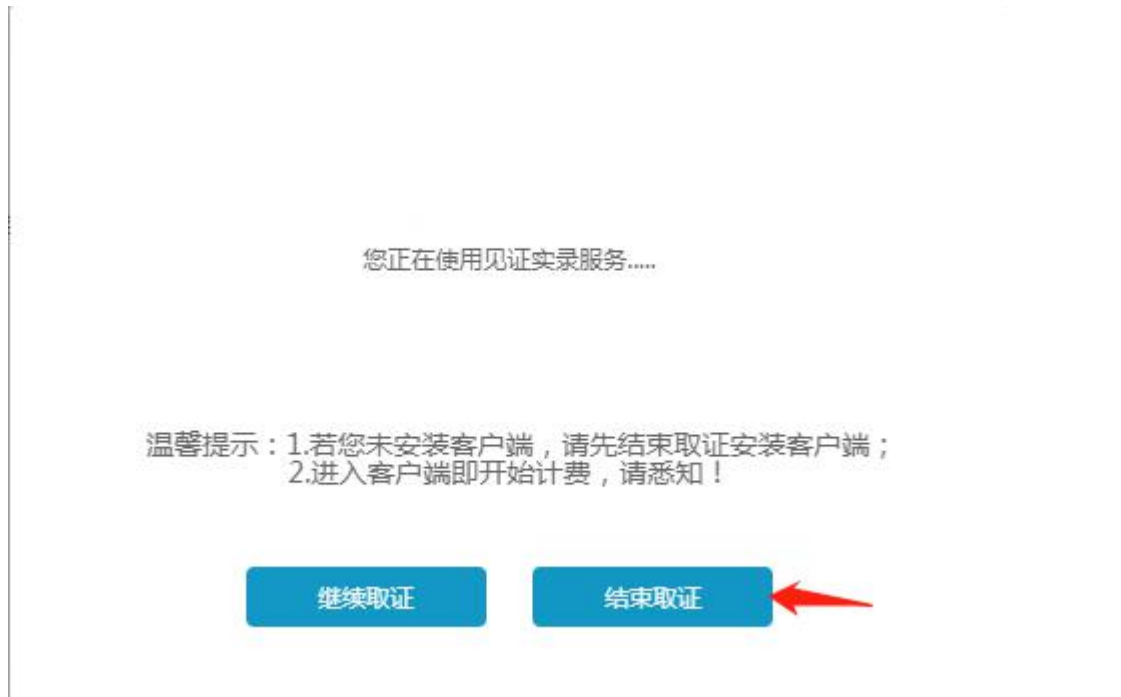 您正在使用见证实录服务.....
温馨提示：1.若您未安装客户端，请先结束取证安装客户端；
2.进入客户端即开始计费，请悉知！
继续取证
结束取证